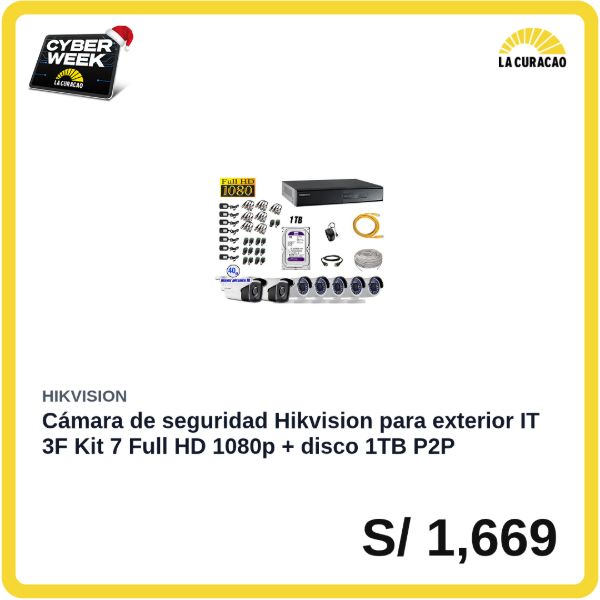 CYBER
WEEK
LA CURACAO
LA CURACAO
Full HD
1080
1TB
40
HIKVISION
Cámara de seguridad Hikvision para exterior IT
3F Kit 7 Full HD 1080p + disco 1TB P2P
S/ 1,669